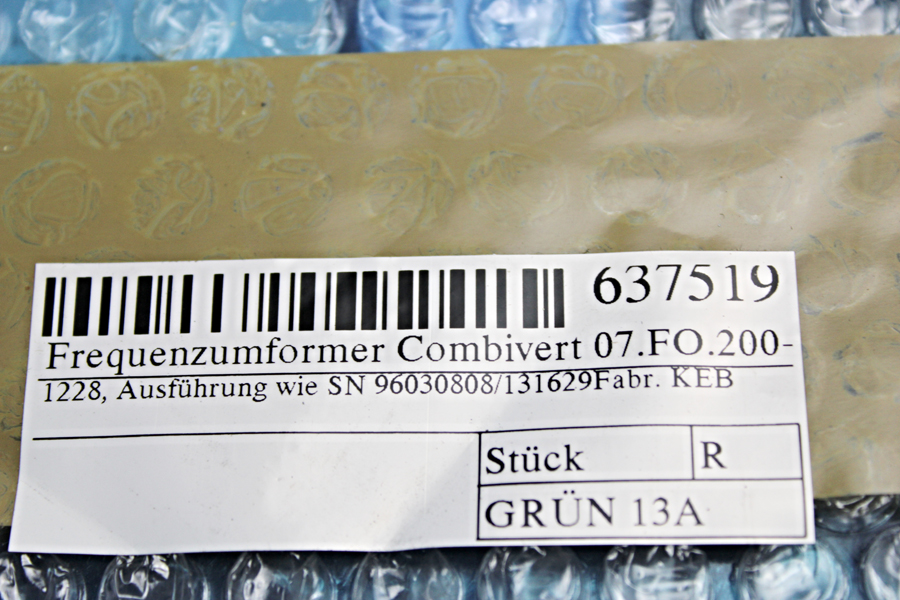 637519
Frequenzumformer Combivert 07.FO.200-
1228, Ausführung wie SN 96030808/131629Fabr. KEB
Stück R
GRÜN 13A